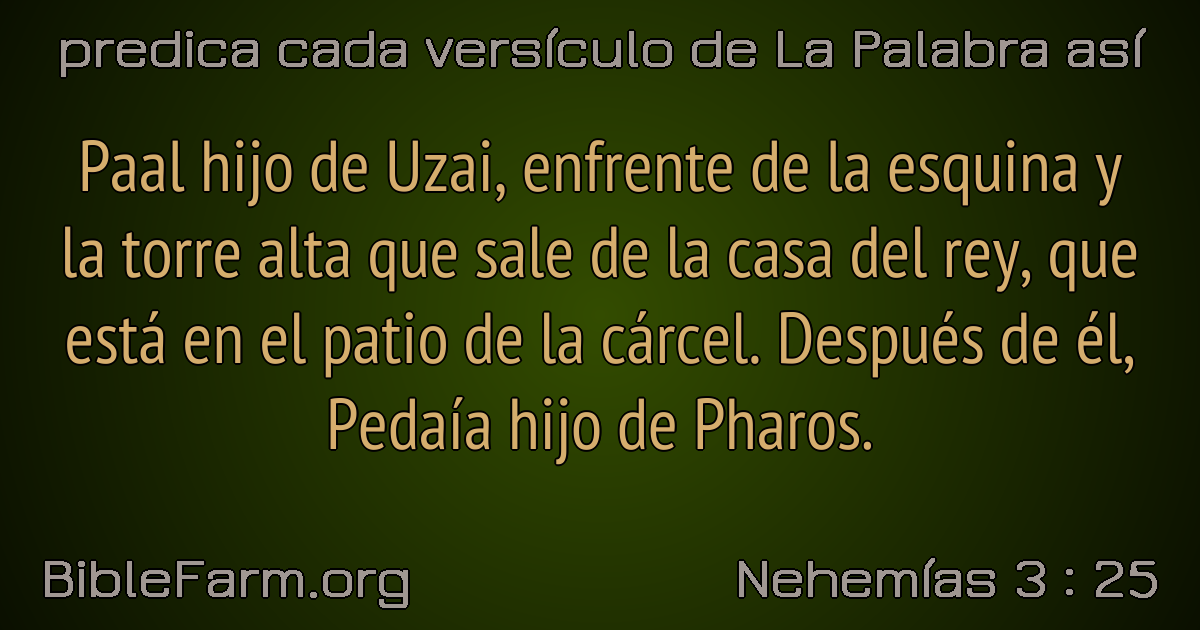 predica cada versículo de La Palabra así
Paal hijo de Uzai, enfrente de la esquina y
la torre alta que sale de la casa del rey, que
está en el patio de la cárcel. Después de él,
Pedaía hijo de Pharos.
BibleFarm.org
Nehemías 3 : 25